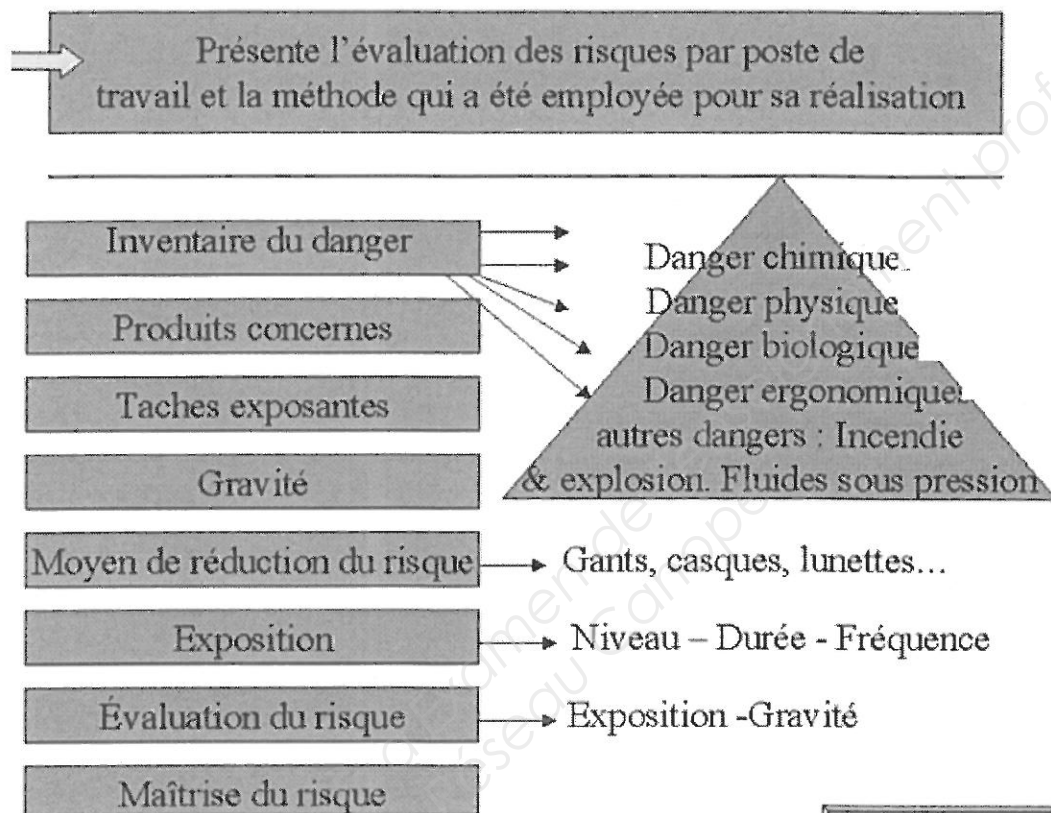 Présente l'évaluation des risques par poste de
travail et la méthode qui a été employée pour sa réalisation
Inventaire du danger
Produits concernes
Taches exposantes
Gravité
Moyen de réduction du risque
Exposition
Évaluation du risque
Maîtrise du risque
Danger chimique
Danger physique
Danger biologique
Danger ergonomique
autres dangers : Incendie
& explosion. Fluides sous pression
Gants, casques, lunettes...
Niveau – Durée - Fréquence
Exposition -Gravité